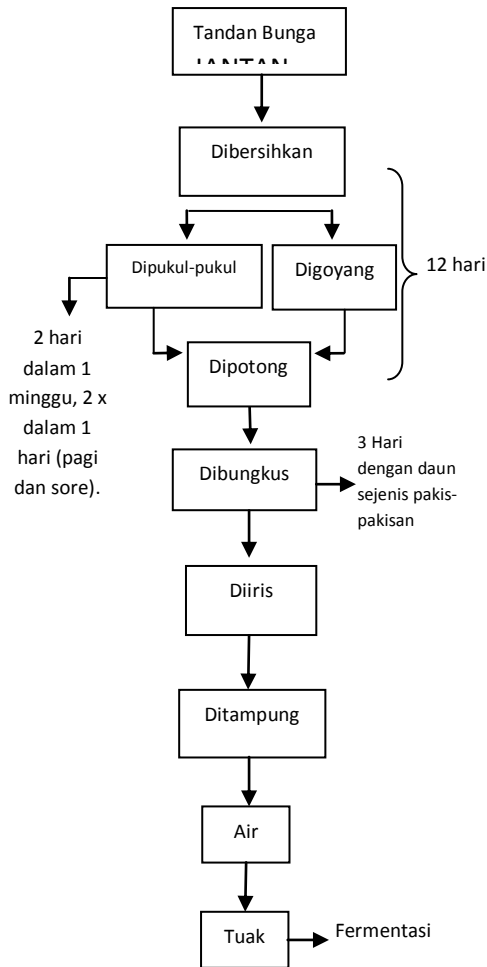 Tandan Bunga
JANTAN
Dibersihkan
Dipukul-pukul
Digoyang
12 hari
2 hari
dalam 1
minggu, 2 x
dalam 1
hari (pagi
dan sore).
Dipotong
Dibungkus
3 Hari
dengan daun
sejenis pakis-
pakisan
Diiris
Ditampung
Air
Tuak
Fermentasi